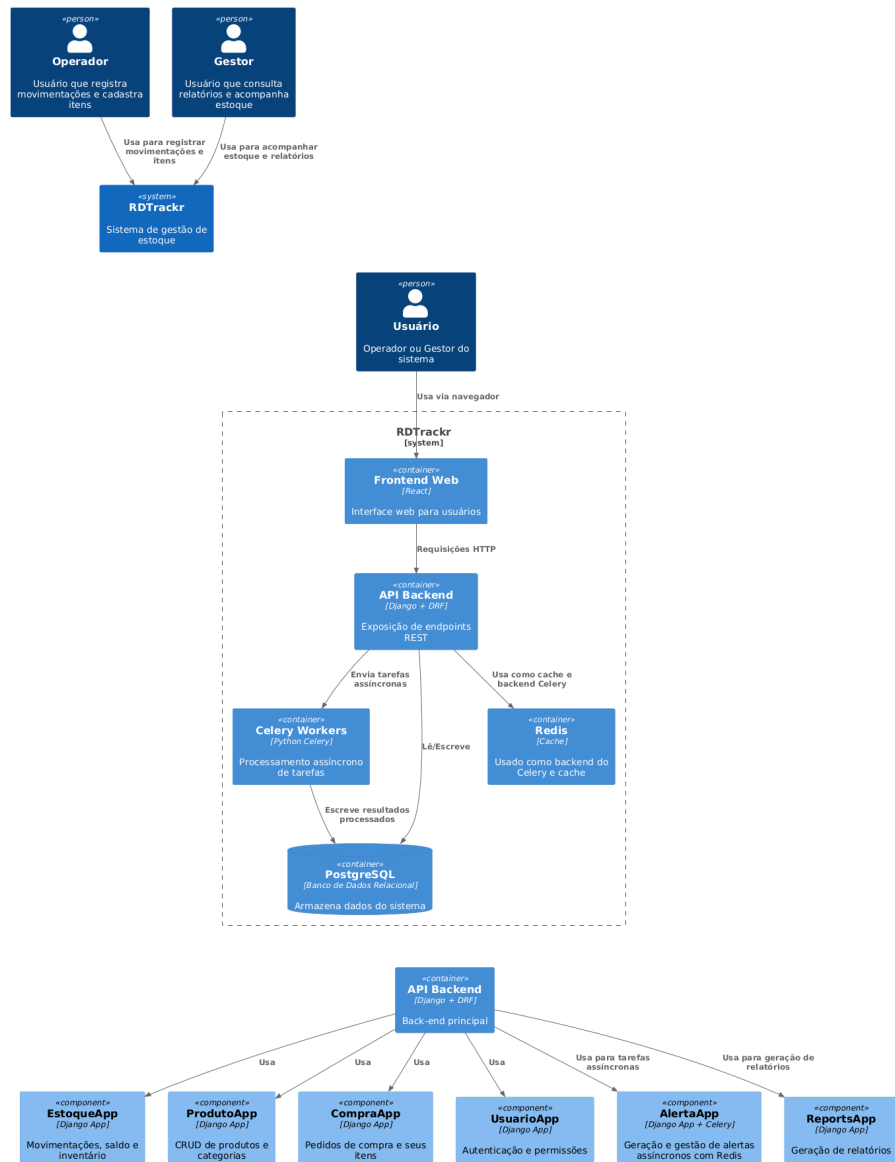 «person»
Operador
Usuário que registra
movimentações e cadastra
itens
«person»
Gestor
Usuário que consulta
relatórios e acompanha
estoque
Usa para registrar
movimentações e
itens
Usa para acompanhar
estoque e relatórios
«system»
RDTrackr
Sistema de gestão de
estoque
«person»
Usuário
Operador ou Gestor do
sistema
Usa via navegador
RDTrackr
[system]
«container»
Frontend Web
[React]
Interface web para usuários
Requisições HTTP
«container»
API Backend
[Django + DRF]
Exposição de endpoints
REST
Envia tarefas
assíncronas
Usa como cache e
backend Celery
«container»
Celery Workers
[Python Celery]
Processamento assíncrono
de tarefas
Lê/Escreve
«container»
Redis
[Cache]
Usado como backend do
Celery e cache
Escreve resultados
processados
«container»
PostgreSQL
[Banco de Dados Relacional]
Armazena dados do sistema
«container»
API Backend
[Django + DRF]
Back-end principal
Usa
Usa
Usa
Usa
Usa para tarefas
assíncronas
Usa para geração de
relatórios
«component»
EstoqueApp
[Django App]
Movimentações, saldo e
inventário
«component»
ProdutoApp
[Django App]
CRUD de produtos e
categorias
«component»
CompraApp
[Django App]
Pedidos de compra e seus
itens
«component»
UsuarioApp
[Django App]
Autenticação e permissões
«component»
AlertaApp
[Django App + Celery]
Geração e gestão de alertas
assíncronos com Redis
«component»
ReportsApp
[Django App]
Geração de relatórios